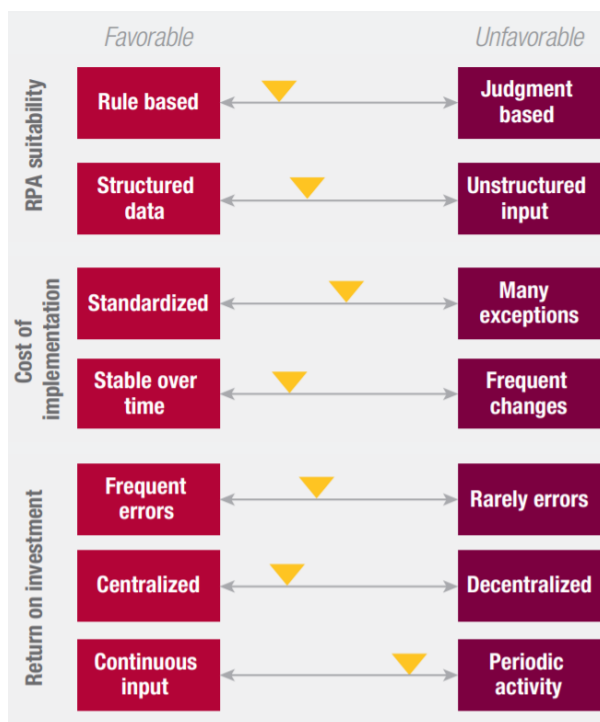 Favorable
Unfavorable
RPA suitability
Rule based
Judgment
based
Structured
data
Unstructured
input
Cost of
implementation
Standardized
Many
exceptions
Stable over
time
Frequent
changes
Return on investment
Frequent
errors
Rarely errors
Centralized
Decentralized
Continuous
input
Periodic
activity